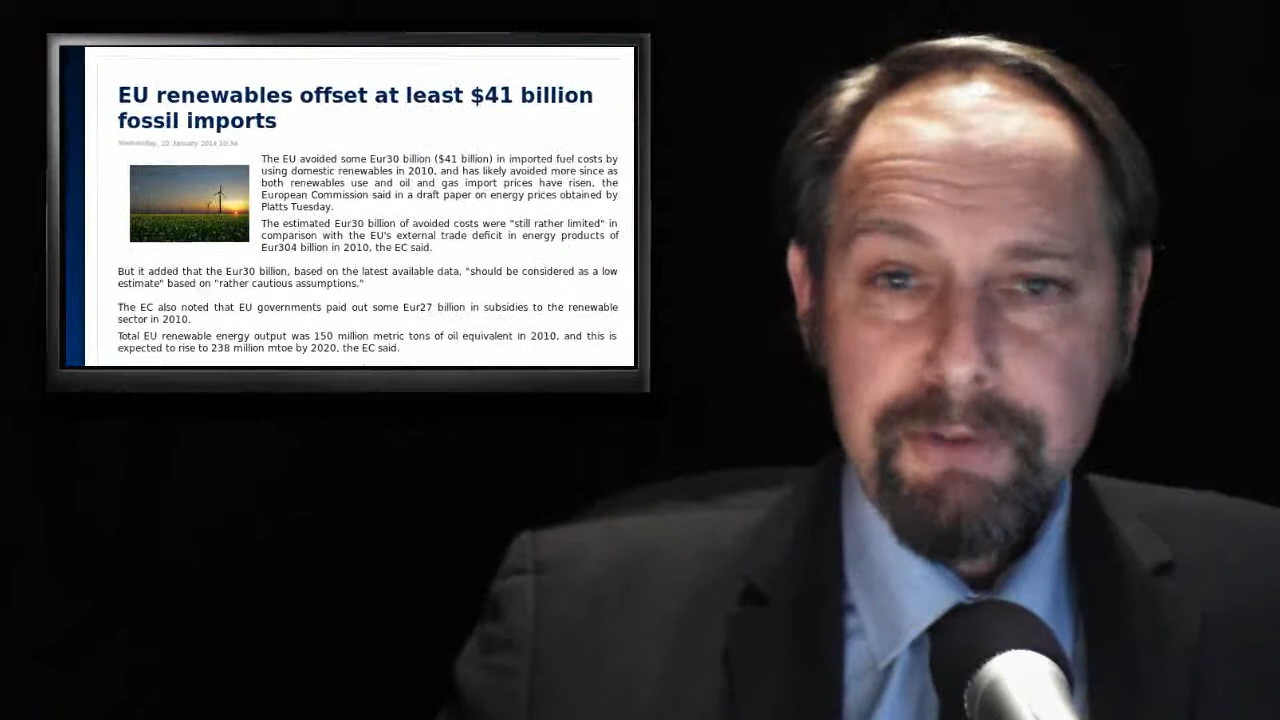 EU renewables offset at least $41 billion
fossil imports
Wednesday, 22 January 2014 10:34
The EU avoided some Eur30 billion ($41 billion) in imported fuel costs by
using domestic renewables in 2010, and has likely avoided more since as
both renewables use and oil and gas import prices have risen, the
European Commission said in a draft paper on energy prices obtained by
Platts Tuesday.
The estimated Eur30 billion of avoided costs were "still rather limited" in
comparison with the EU's external trade deficit in energy products of
Eur304 billion in 2010, the EC said.
But it added that the Eur30 billion, based on the latest available data, "should be considered as a low
estimate" based on "rather cautious assumptions."
The EC also noted that EU governments paid out some Eur27 billion in subsidies to the renewable
sector in 2010.
Total EU renewable energy output was 150 million metric tons of oil equivalent in 2010, and this is
expected to rise to 238 million mtoe by 2020, the EC said.